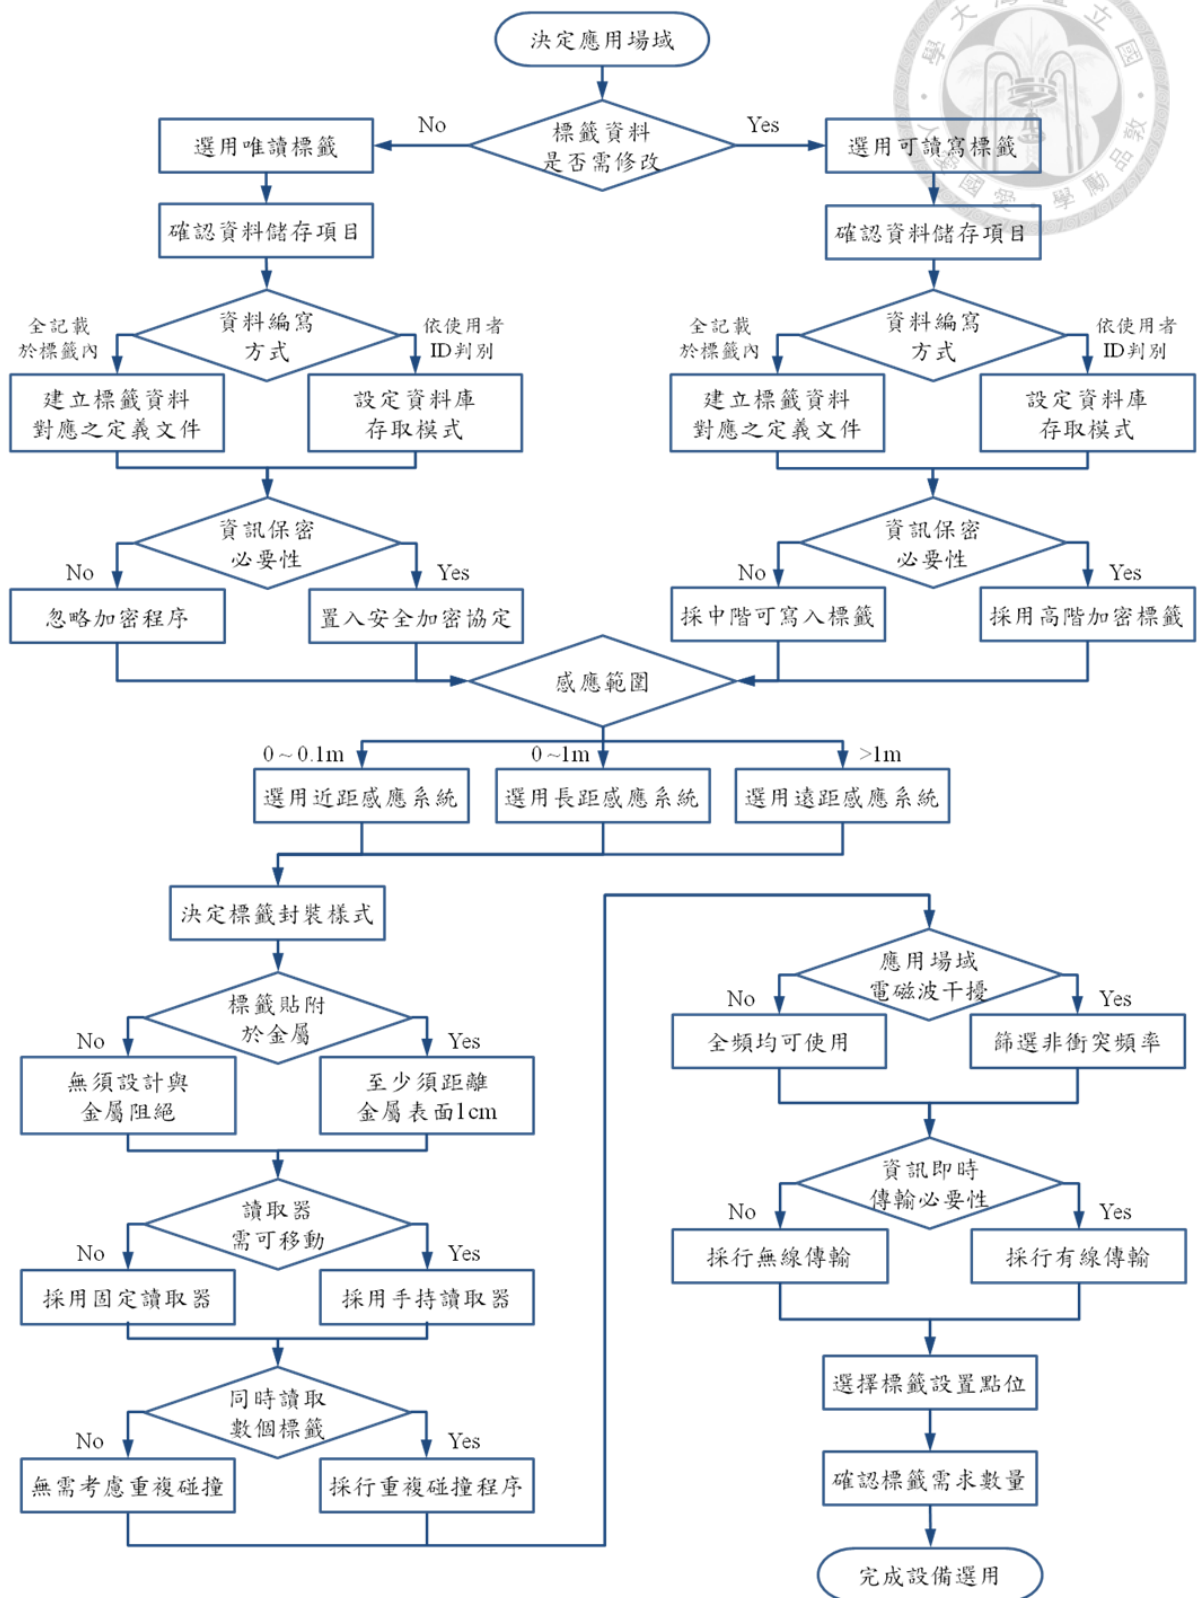 決定應用場域
標籤資料
是否需修改
No
Yes
選用唯讀標籤
選用可讀寫標籤
確認資料儲存項目
確認資料儲存項目
資料編寫
方式
全記載
於標籤內
依使用者
ID判別
資料編寫
方式
全記載
於標籤內
依使用者
ID判別
建立標籤資料
對應之定義文件
設定資料庫
存取模式
建立標籤資料
對應之定義文件
設定資料庫
存取模式
資訊保密
必要性
No
Yes
資訊保密
必要性
No
Yes
忽略加密程序
置入安全加密協定
採中階可寫入標籤
採用高階加密標籤
感應範圍
0～0.1m
0～1m
>1m
選用近距感應系統
選用長距感應系統
選用遠距感應系統
決定標籤封裝樣式
標籤貼附
於金屬
No
Yes
無須設計與
金屬阻絕
至少須距離
金屬表面1cm
讀取器
需可移動
No
Yes
採用固定讀取器
採用手持讀取器
同時讀取
數個標籤
No
Yes
無需考慮重複碰撞
採行重複碰撞程序
應用場域
電磁波干擾
No
Yes
全頻均可使用
篩選非衝突頻率
資訊即時
傳輸必要性
No
Yes
採行無線傳輸
採行有線傳輸
選擇標籤設置點位
確認標籤需求數量
完成設備選用